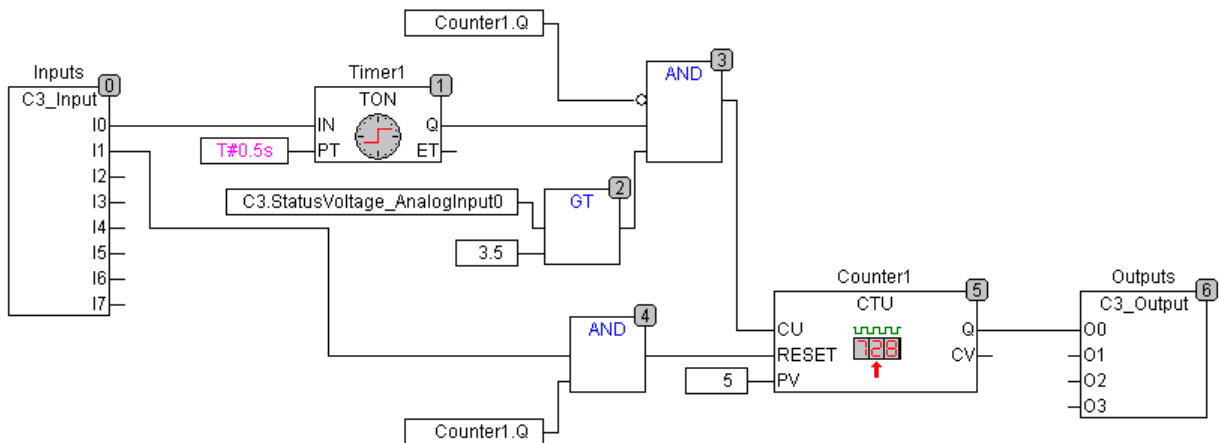 Counter1.Q
Inputs
0
C3_Input
I0
I1
I2
I3
I4
I5
I6
I7
Timer1
1
TON
IN
Q
PT
ET
T#0.5s
3
AND
C3.StatusVoltage_AnalogInput0
3.5
2
GT
4
AND
Counter1.Q
Counter1
5
CTU
CU
Q
RESET
CV
PV
728
5
Outputs
6
C3_Output
O0
O1
O2
O3